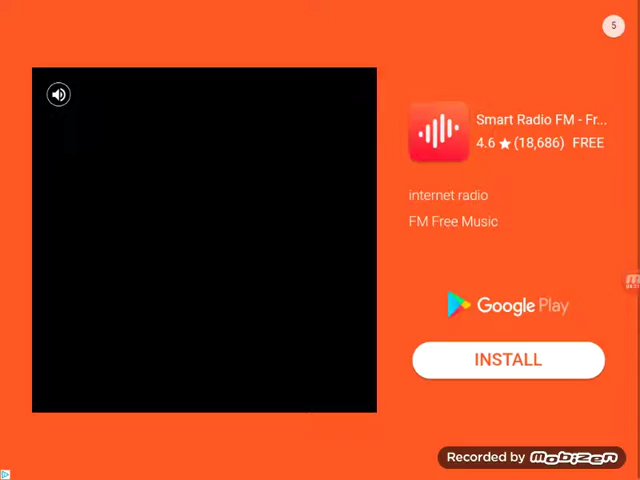 5
Smart Radio FM - Fr...
4.6 ★ (18,686) FREE
internet radio
FM Free Music
Google Play
INSTALL
Recorded by mobizen